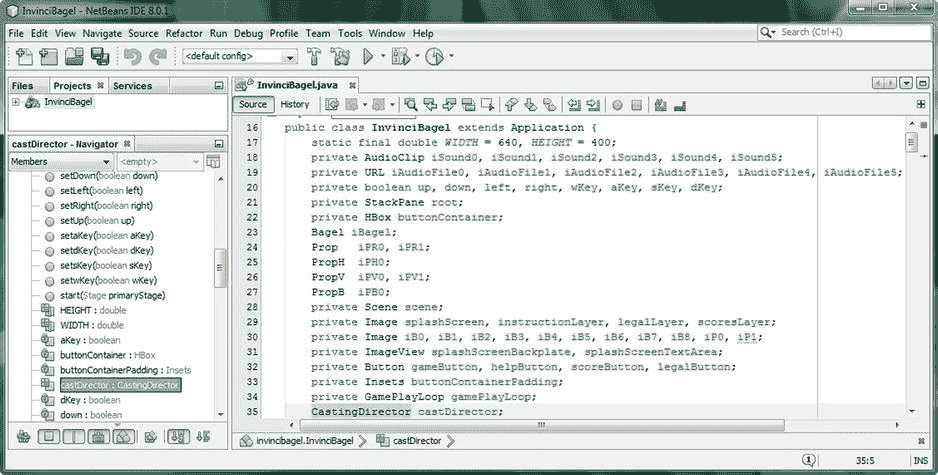 InvinciBagel - NetBeans IDE 8.0.1
File Edit View Navigate Source Refactor Run Debug Profile Team Tools Window Help
Search (Ctrl+I)
<default config>
Files Projects Services
InvinciBagel
castDirector - Navigator
Members <empty>
setDown(boolean down)
setLeft(boolean left)
setRight(boolean right)
setUp(boolean up)
setaKey(boolean aKey)
setdKey(boolean dKey)
setsKey(boolean sKey)
setwKey(boolean wKey)
start(Stage primaryStage)
HEIGHT : double
WIDTH : double
aKey : boolean
buttonContainer : HBox
buttonContainerPadding : Insets
castDirector : CastingDirector
dKey : boolean
down : boolean
InvinciBagel.java
Source History
16 public class InvinciBagel extends Application {
17 static final double WIDTH = 640, HEIGHT = 400;
18 private AudioClip iSound0, iSound1, iSound2, iSound3, iSound4, iSound5;
19 private URL iAudioFile0, iAudioFile1, iAudioFile2, iAudioFile3, iAudioFile4, iAudioFile5;
20 private boolean up, down, left, right, wKey, aKey, sKey, dKey;
21 private StackPane root;
22 private HBox buttonContainer;
23 Bagel iBagel;
24 Prop iPR0, iPR1;
25 PropH iPH0;
26 PropV iPV0, iPV1;
27 PropB iPB0;
28 private Scene scene;
29 private Image splashScreen, instructionLayer, legalLayer, scoresLayer;
30 private Image iB0, iB1, iB2, iB3, iB4, iB5, iB6, iB7, iB8, iP0, iP1;
31 private ImageView splashScreenBackplate, splashScreenTextArea;
32 private Button gameButton, helpButton, scoreButton, legalButton;
33 private Insets buttonContainerPadding;
34 private GamePlayLoop gamePlayLoop;
35 CastingDirector castDirector;
invincibagel.InvinciBagel castDirector
1 35:5 INS